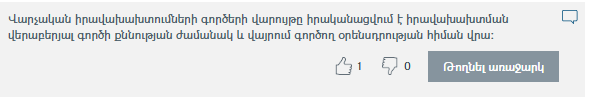 Վարչական իրավախախտումների գործերի վարույթը իրականացվում է իրավախախտման
վերաբերյալ գործի քննության ժամանակ և վայրում գործող օրենսդրության հիման վրա:
1 0 Թողնել առաջարկ